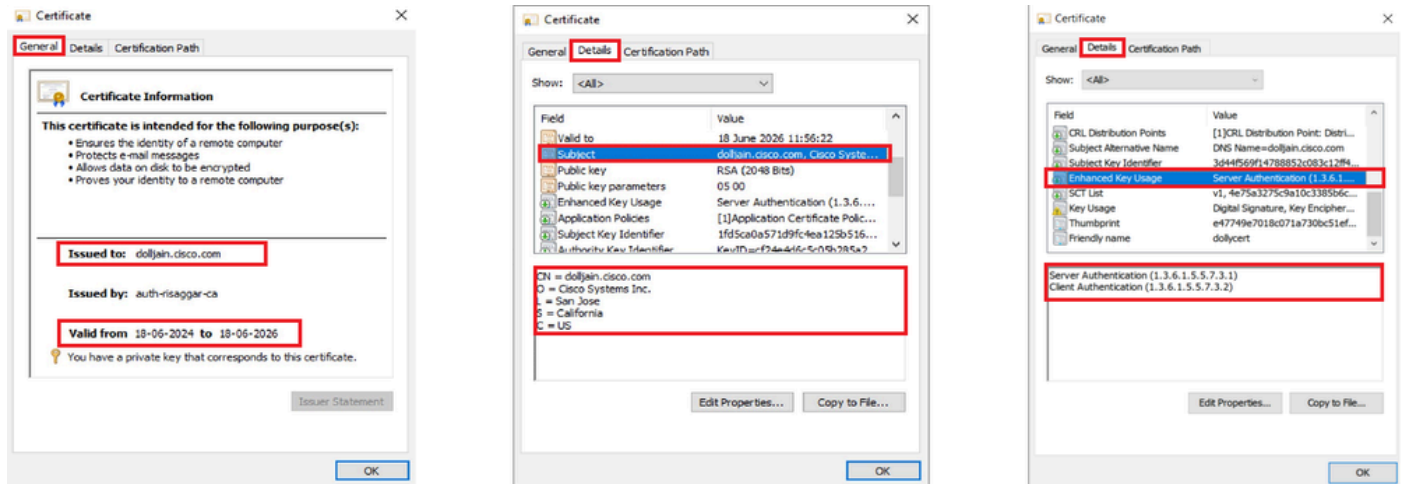 Certificate
General Details Certification Path
Certificate Information
This certificate is intended for the following purpose(s):
• Ensures the identity of a remote computer
• Protects e-mail messages
• Allows data on disk to be encrypted
• Proves your identity to a remote computer
Issued to: dolljain.cisco.com
Issued by: auth-risaggar-ca
Valid from 18-06-2024 to 18-06-2026
You have a private key that corresponds to this certificate.
Issuer Statement
OK
Certificate
General Details Certification Path
Show: <All>
Field Value
Valid to 18 June 2026 11:56:22
Subject dolljain.cisco.com, Cisco Syste...
Public key RSA (2048 Bits)
Public key parameters 05 00
Enhanced Key Usage Server Authentication (1.3.6....
Application Policies [1]Application Certificate Polic...
Subject Key Identifier 1fd5ca0a571d9fc4ea125b516...
Authority Key Identifier KeyID=cf24e4d6c5c05b285a2
CN = dolljain.cisco.com
O = Cisco Systems Inc.
L = San Jose
S = California
C = US
Edit Properties... Copy to File...
OK
Certificate
General Details Certification Path
Show: <All>
Field Value
CRL Distribution Points [1]CRL Distribution Point: Distri...
Subject Alternative Name DNS Name=dolljain.cisco.com
Subject Key Identifier 3d44f569f14788852c083c12ff4...
Enhanced Key Usage Server Authentication (1.3.6.1....
SCT List v1, 4e75a3275c9a10c3385b6c...
Key Usage Digital Signature, Key Encipher...
Thumbprint e47749e7018c071a730bc51ef...
Friendly name dollycert
Server Authentication (1.3.6.1.5.5.7.3.1)
Client Authentication (1.3.6.1.5.5.7.3.2)
Edit Properties... Copy to File...
OK